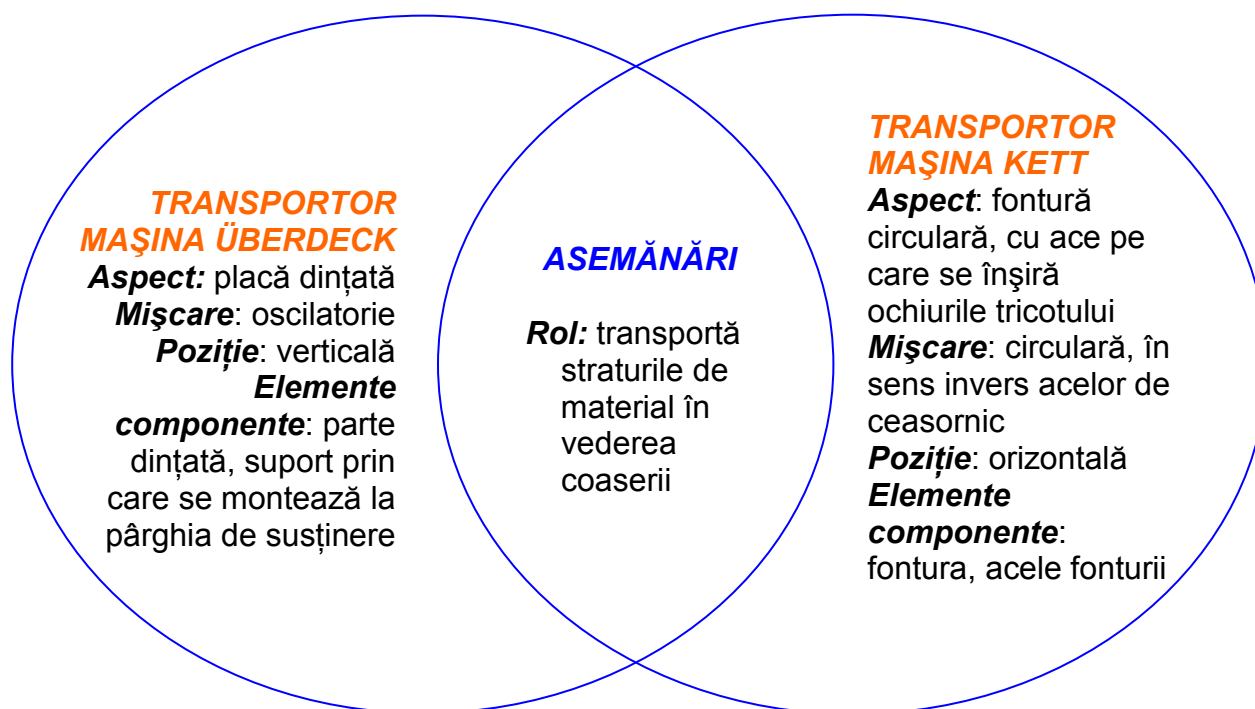 TRANSPORTOR
MAŞINA ÜBERDECK
Aspect: placă dințată
Mişcare: oscilatorie
Poziție: verticală
Elemente
componente: parte
dințată, suport prin
care se montează la
pârghia de susținere
ASEMĂNĂRI
Rol: transportă
straturile de
material în
vederea
coaserii
TRANSPORTOR
MAŞINA KETT
Aspect: fontură
circulară, cu ace pe
care se înşiră
ochiurile tricotului
Mişcare: circulară, în
sens invers acelor de
ceasornic
Poziție: orizontală
Elemente
componente:
fontura, acele fonturii